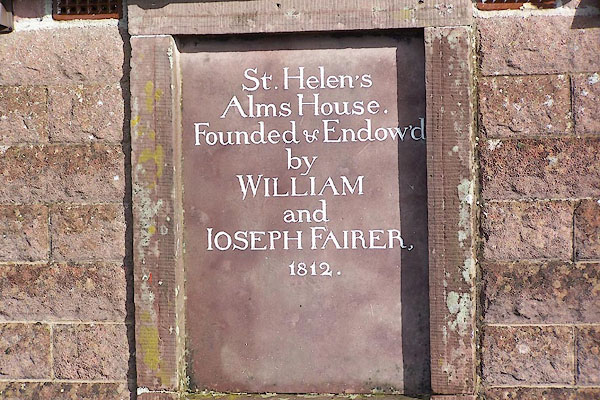 St. Helen's
Alms House.
Founded & Endow'd
by
WILLIAM
and
IOSEPH FAIRER,
1812.